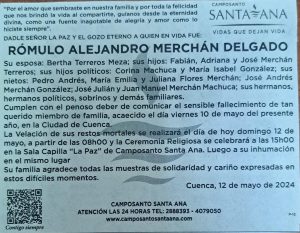 "Por el amor que sembraste en nuestra familia y por toda la felicidad
que nos brindó la vida al compartirte, gutanos desde la eternidad
divina, como una fuente inagotable de alegría y amor como lo
hiciste siempre".
CAMPOSANTO
SANTA ANA
VIDAS QUE DEJAN VIDA
DADLE SEÑOR LA PAZ Y EL GOZO ETERNO A QUIEN EN VIDA FUE:
RÓMULO ALEJANDRO MERCHÁN DELGADO
Su esposa: Bertha Terreros Meza; sus hijos: Fabián, Adriana y José Merchán
Terreros; sus hijos políticos: Corina Machuca y María Isabel González; sus
nietos: Pedro Andrés, María Emilia y Juliana Flores Merchán; José Andrés
Merchán González; José Julián y Juan Manuel Merchán Machuca; sus hermanos,
hermanos políticos, sobrinos y demás familiares.
Cumplen con el penoso deber de comunicar el sensible fallecimiento de tan
querido miembro de familia, acaecido el día viernes 10 de mayo del presente
año, en la Ciudad de Cuenca.
La Velación de sus restos mortales se realizará el día de hoy domingo 12 de
mayo, a partir de las 08h00 y la Ceremonia Religiosa se celebrará a las 15h00
en la Sala Capilla "La Paz" de Camposanto Santa Ana. Luego a su inhumación
en el mismo lugar
Su familia agradece todas las muestras de solidaridad y cariño expresadas en
estos difíciles momentos.
Cuenca, 12 de mayo de 2024
Contigo siempre
CAMPOSANTO SANTA ANA
ATENCIÓN LAS 24 HORAS TEL: 2888393 - 4079050
www.camposantosantaana.com